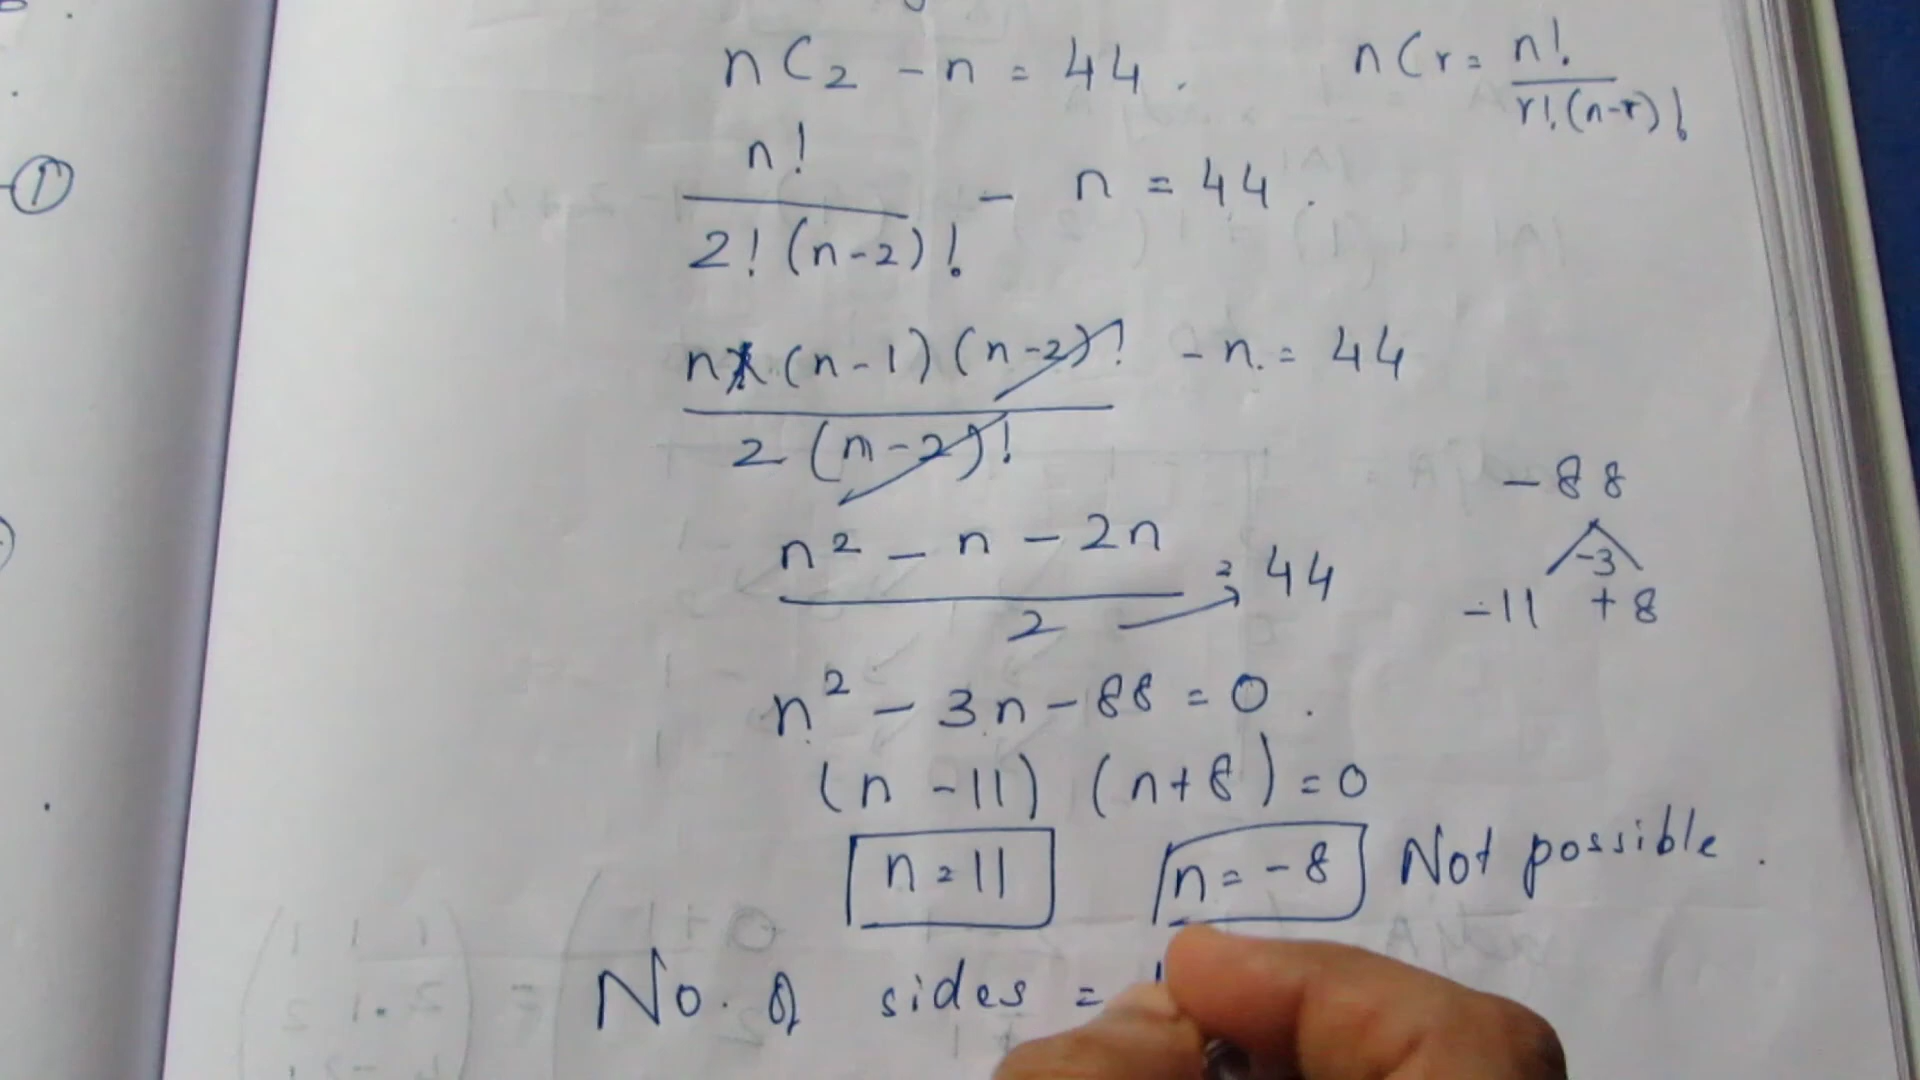 nC2 - n = 44.
nCr = n! / r!(n-r)!
n! / 2!(n-2)! - n = 44.
n (n-1)(n-2)! / 2(n-2)! - n = 44
n² - n - 2n / 2 = 44
-88
-3
-11 +8
n² - 3n - 88 = 0.
(n - 11) (n+8) = 0
n = 11
n = -8 Not possible.
No. of sides =
1